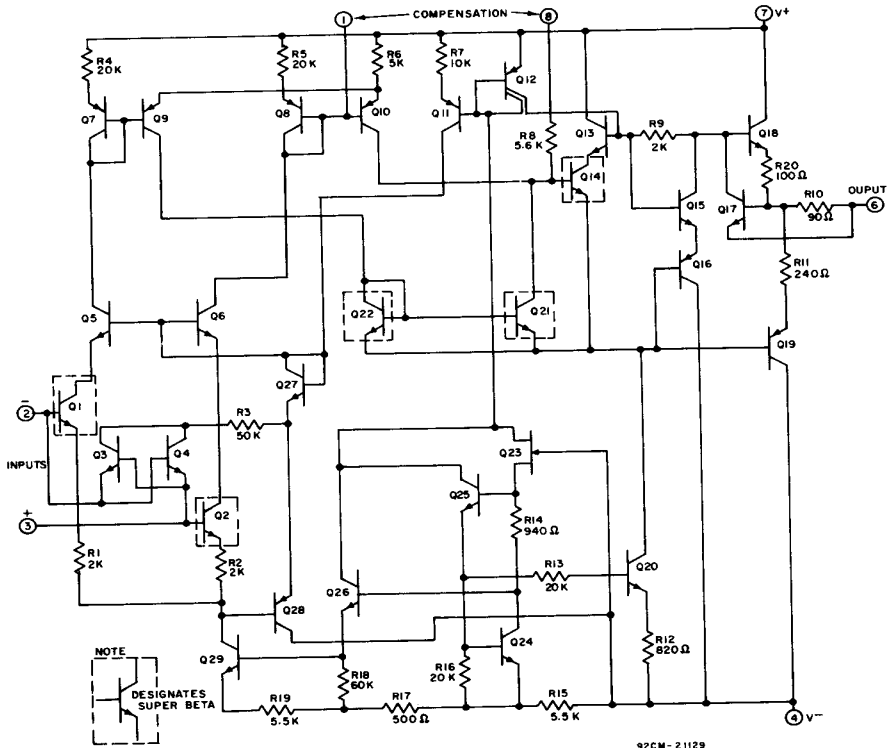 1 COMPENSATION 8
7 V+
R4
20K
R5
20K
R6
5K
R7
10K
Q12
Q7
Q9
Q8
Q10
Q11
R8
5.6K
Q13
R9
2K
Q18
R20
100Ω
Q14
Q15
Q17
R10
90Ω
OUPUT
6
Q16
R11
240Ω
Q5
Q6
Q22
Q21
Q19
Q27
2 −
Q1
R3
50K
Q3
Q4
INPUTS
Q23
Q25
+
3
Q2
R14
940Ω
R1
2K
R2
2K
R13
20K
Q20
Q26
Q28
Q24
R12
820Ω
NOTE
Q29
R18
60K
R16
20K
DESIGNATES
SUPER BETA
R19
5.5K
R17
500Ω
R15
5.5K
4 V−
92CM-21129